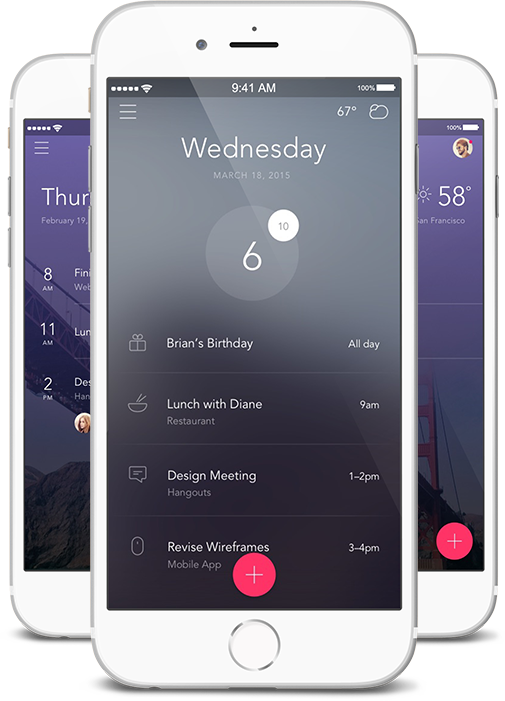 9:41 AM
100%
67°
Wednesday
MARCH 18, 2015
10
6
Brian's Birthday
All day
Lunch with Diane
9am
Restaurant
Design Meeting
1–2pm
Hangouts
Revise Wireframes
3–4pm
Mobile App
Thur
February 19,
8
AM
Fini
Web
11
AM
Lun
2
PM
Des
Han
100%
58°
San Francisco